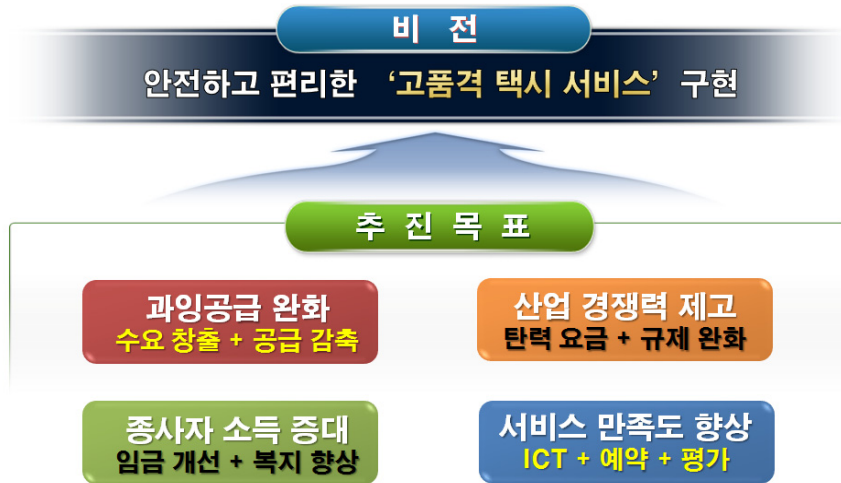 비 전
안전하고 편리한 ‘고품격 택시 서비스’ 구현
추 진 목 표
과잉공급 완화
수요 창출 + 공급 감축
산업 경쟁력 제고
탄력 요금 + 규제 완화
종사자 소득 증대
임금 개선 + 복지 향상
서비스 만족도 향상
ICT + 예약 + 평가